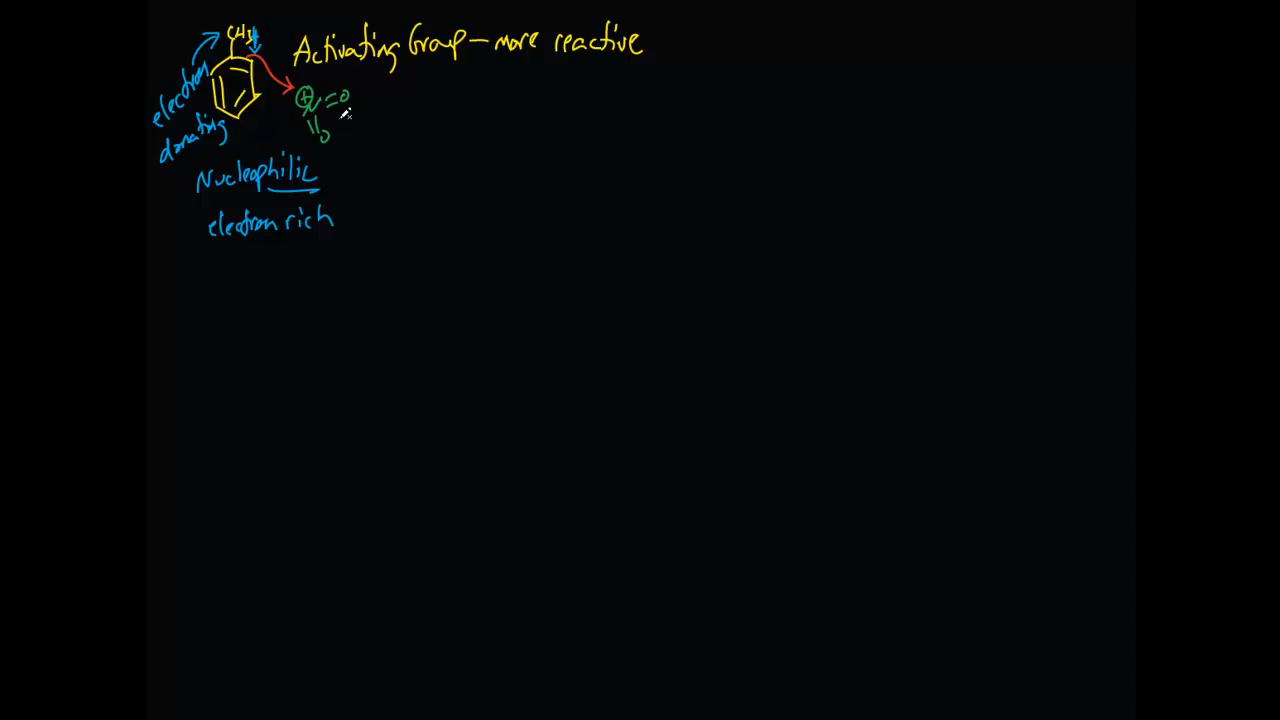 CH3
Activating Group — more reactive
electron
donating
⊕N=O
O
Nucleophilic
electron rich